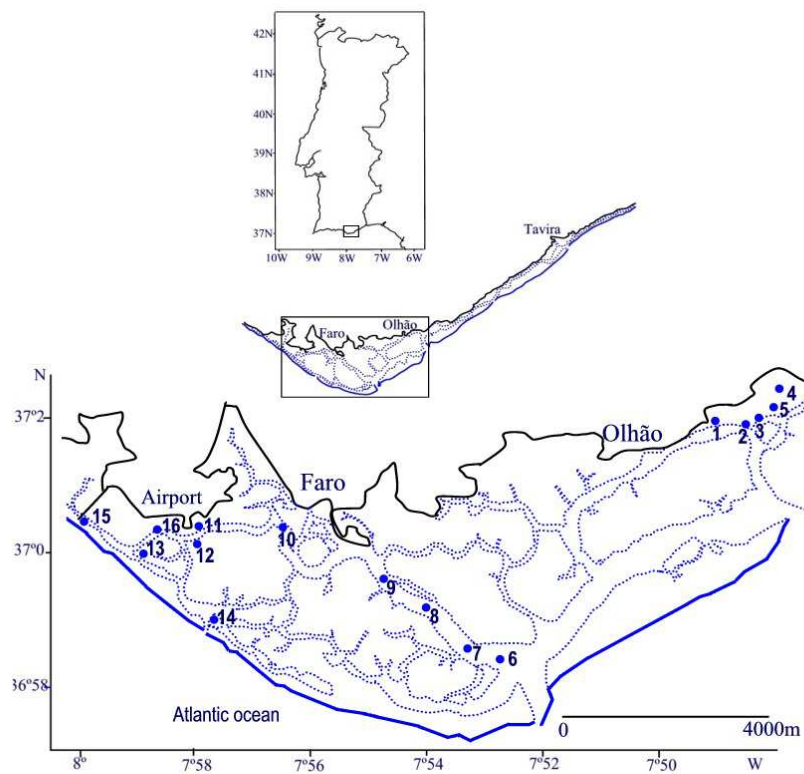 42N
41N
40N
39N
38N
37N
10W 9W 8W 7W 6W
Tavira
Olhão
Faro
N
37º2
37º0
36º58
Olhão
Faro
Airport
4
5
3
2
1
15
16
11
13
12
10
14
9
8
7
6
Atlantic ocean
0 4000m
8º 7º58 7º56 7º54 7º52 7º50 W